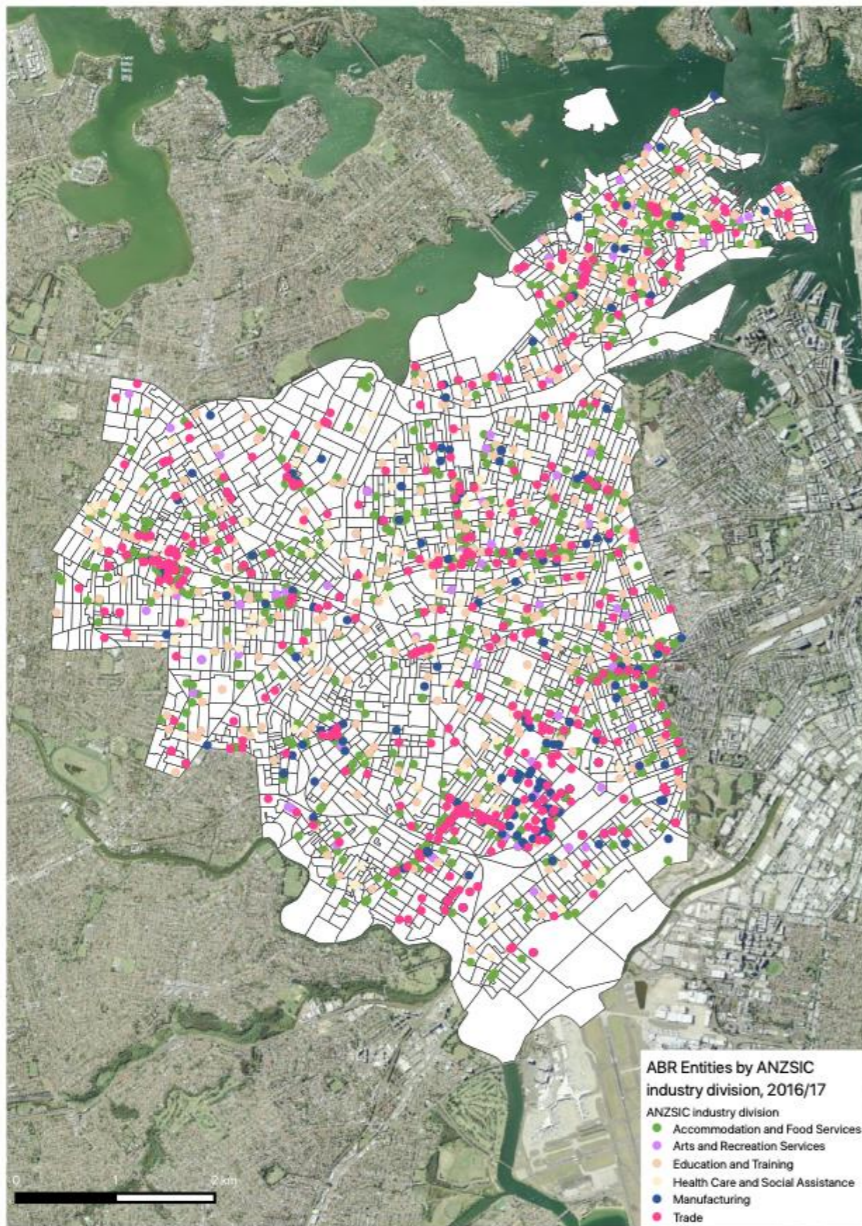 ABR Entities by ANZSIC
industry division, 2016/17
ANZSIC industry division
Accommodation and Food Services
Arts and Recreation Services
Education and Training
Health Care and Social Assistance
Manufacturing
Trade
0 1 2 km